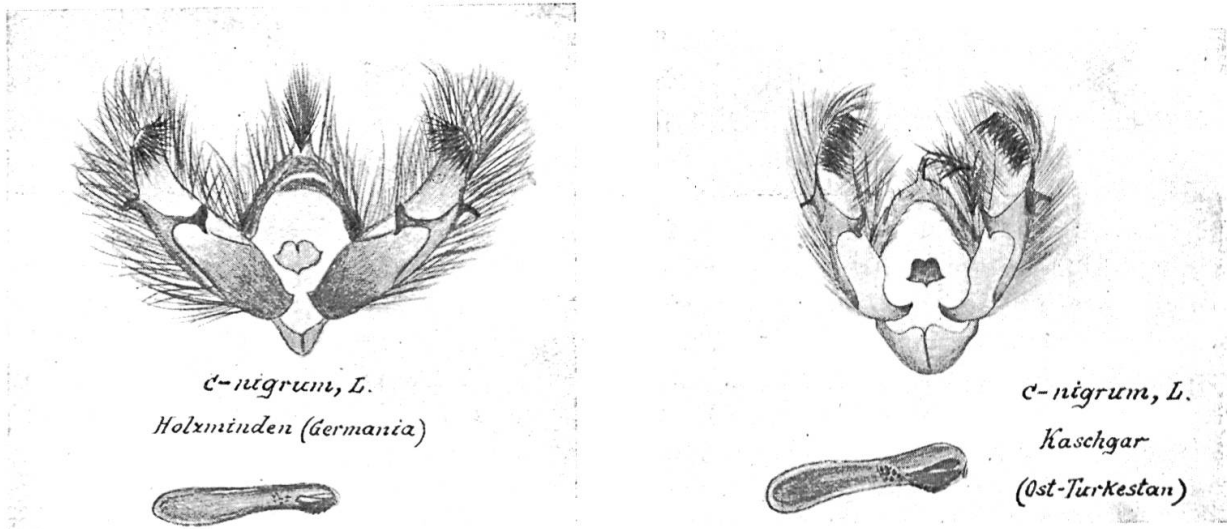 c-nigrum, L.
Holzminden (Germania)
c-nigrum, L.
Kaschgar
(Ost-Turkestan)